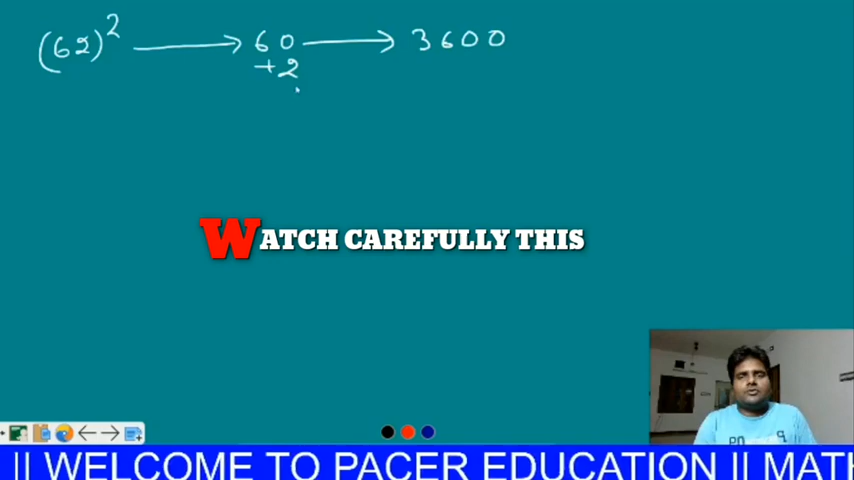 (62)² ⟶ 60 ⟶ 3600
+2
WATCH CAREFULLY THIS
|| WELCOME TO PACER EDUCATION || MATH